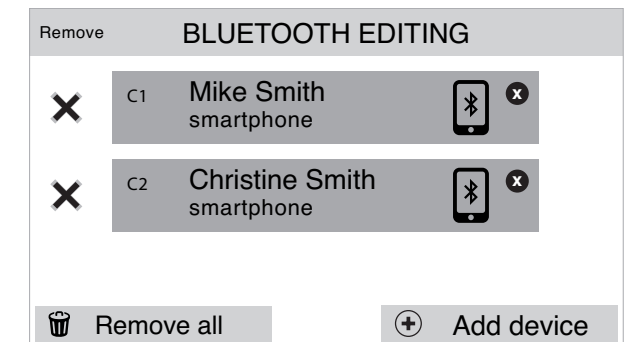 Remove BLUETOOTH EDITING
C1 Mike Smith
smartphone
x
C2 Christine Smith
smartphone
x
Remove all Add device